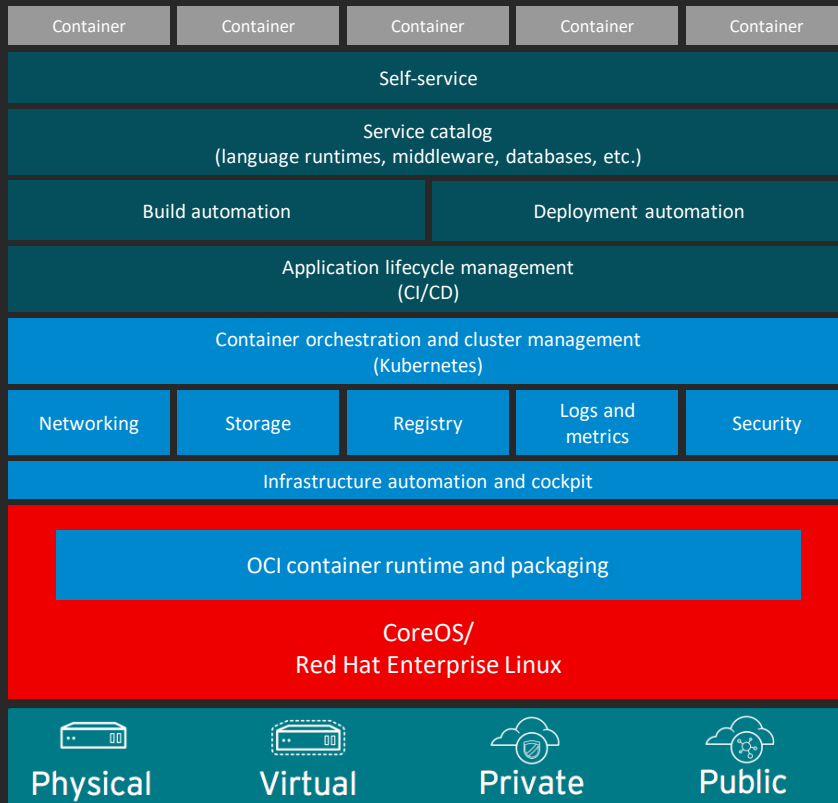 Container
Container
Container
Container
Container
Self-service
Service catalog
(language runtimes, middleware, databases, etc.)
Build automation
Deployment automation
Application lifecycle management
(CI/CD)
Container orchestration and cluster management
(Kubernetes)
Networking
Storage
Registry
Logs and
metrics
Security
Infrastructure automation and cockpit
OCI container runtime and packaging
CoreOS/
Red Hat Enterprise Linux
Physical
Virtual
Private
Public